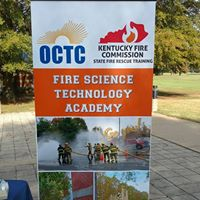 OCTC
KENTUCKY FIRE
COMMISSION
STATE FIRE RESCUE TRAINING
FIRE SCIENCE
TECHNOLOGY
ACADEMY